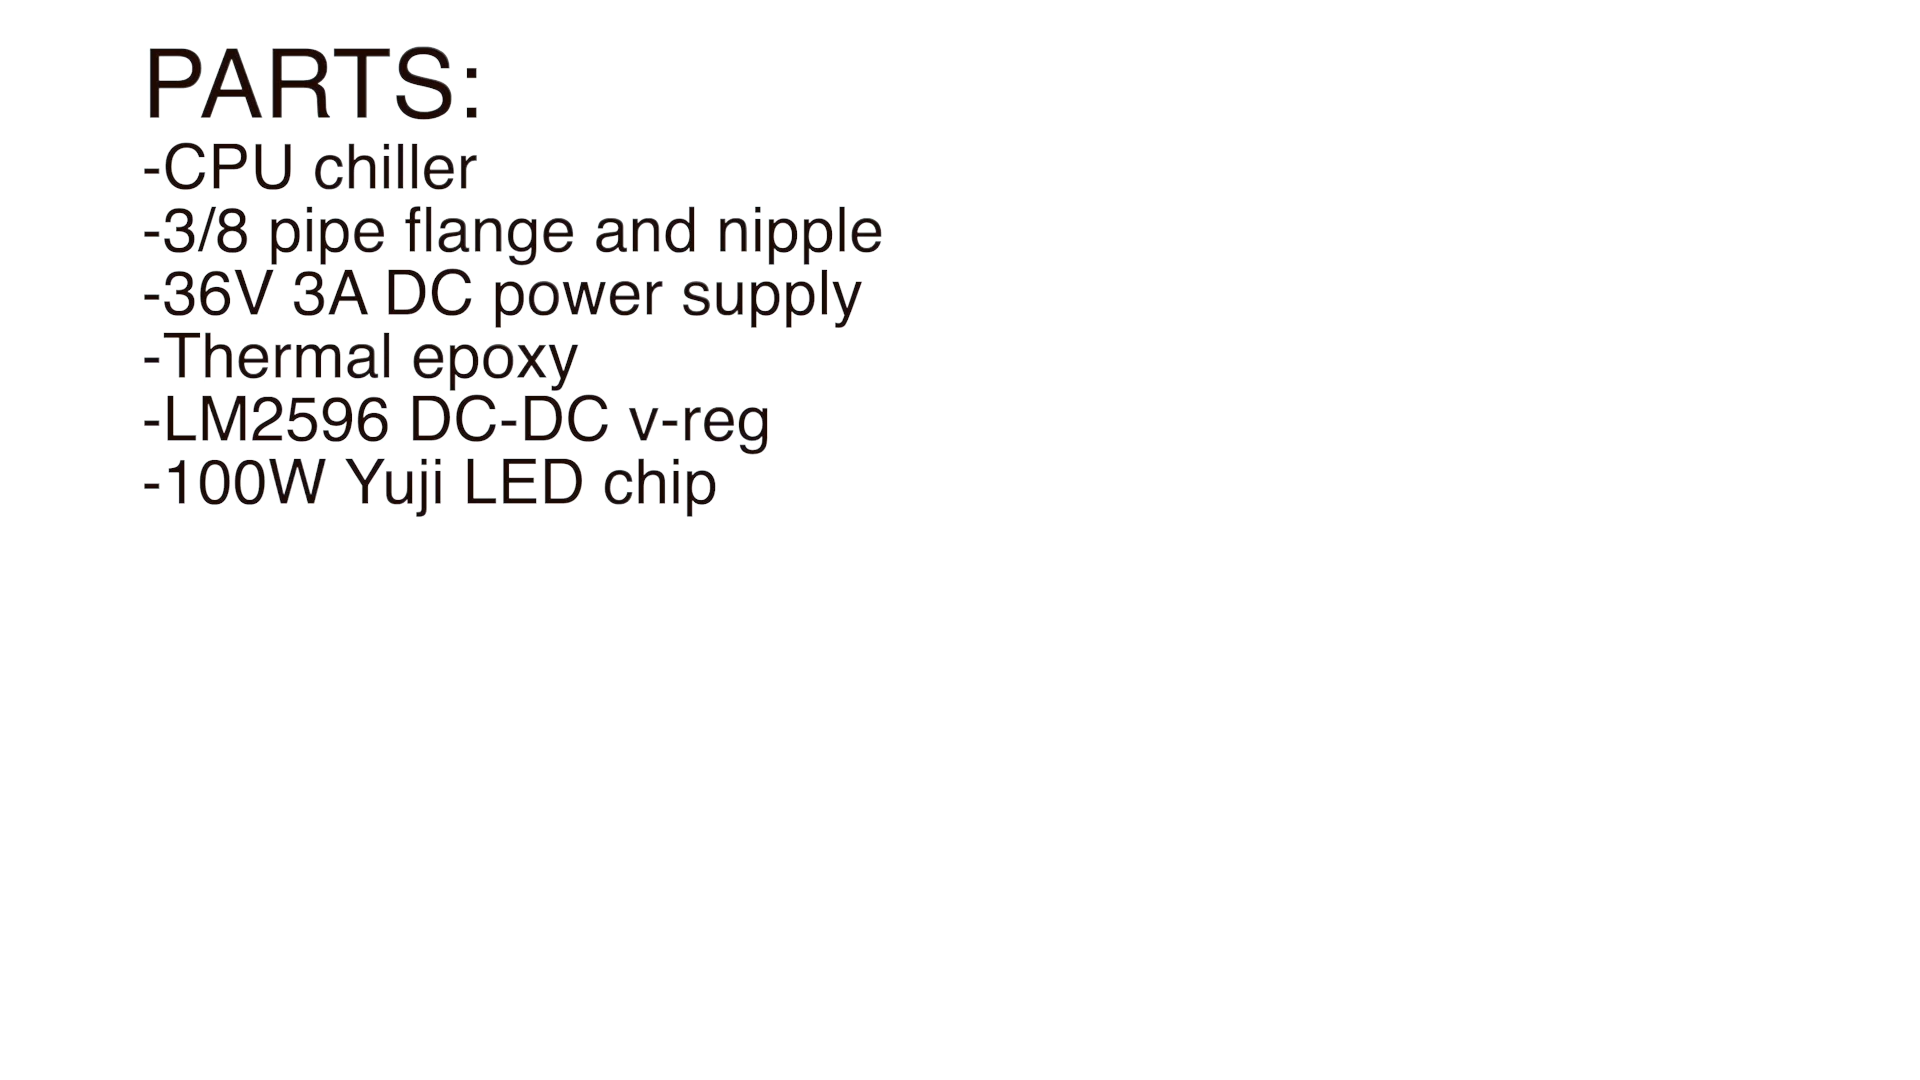 PARTS:
-CPU chiller
-3/8 pipe flange and nipple
-36V 3A DC power supply
-Thermal epoxy
-LM2596 DC-DC v-reg
-100W Yuji LED chip